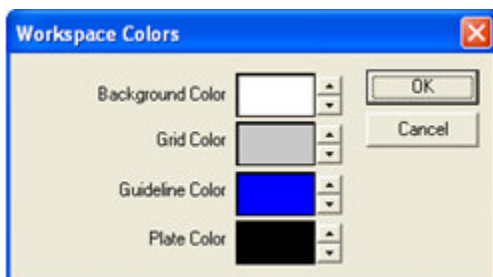 Workspace Colors
Background Color
OK
Grid Color
Cancel
Guideline Color
Plate Color